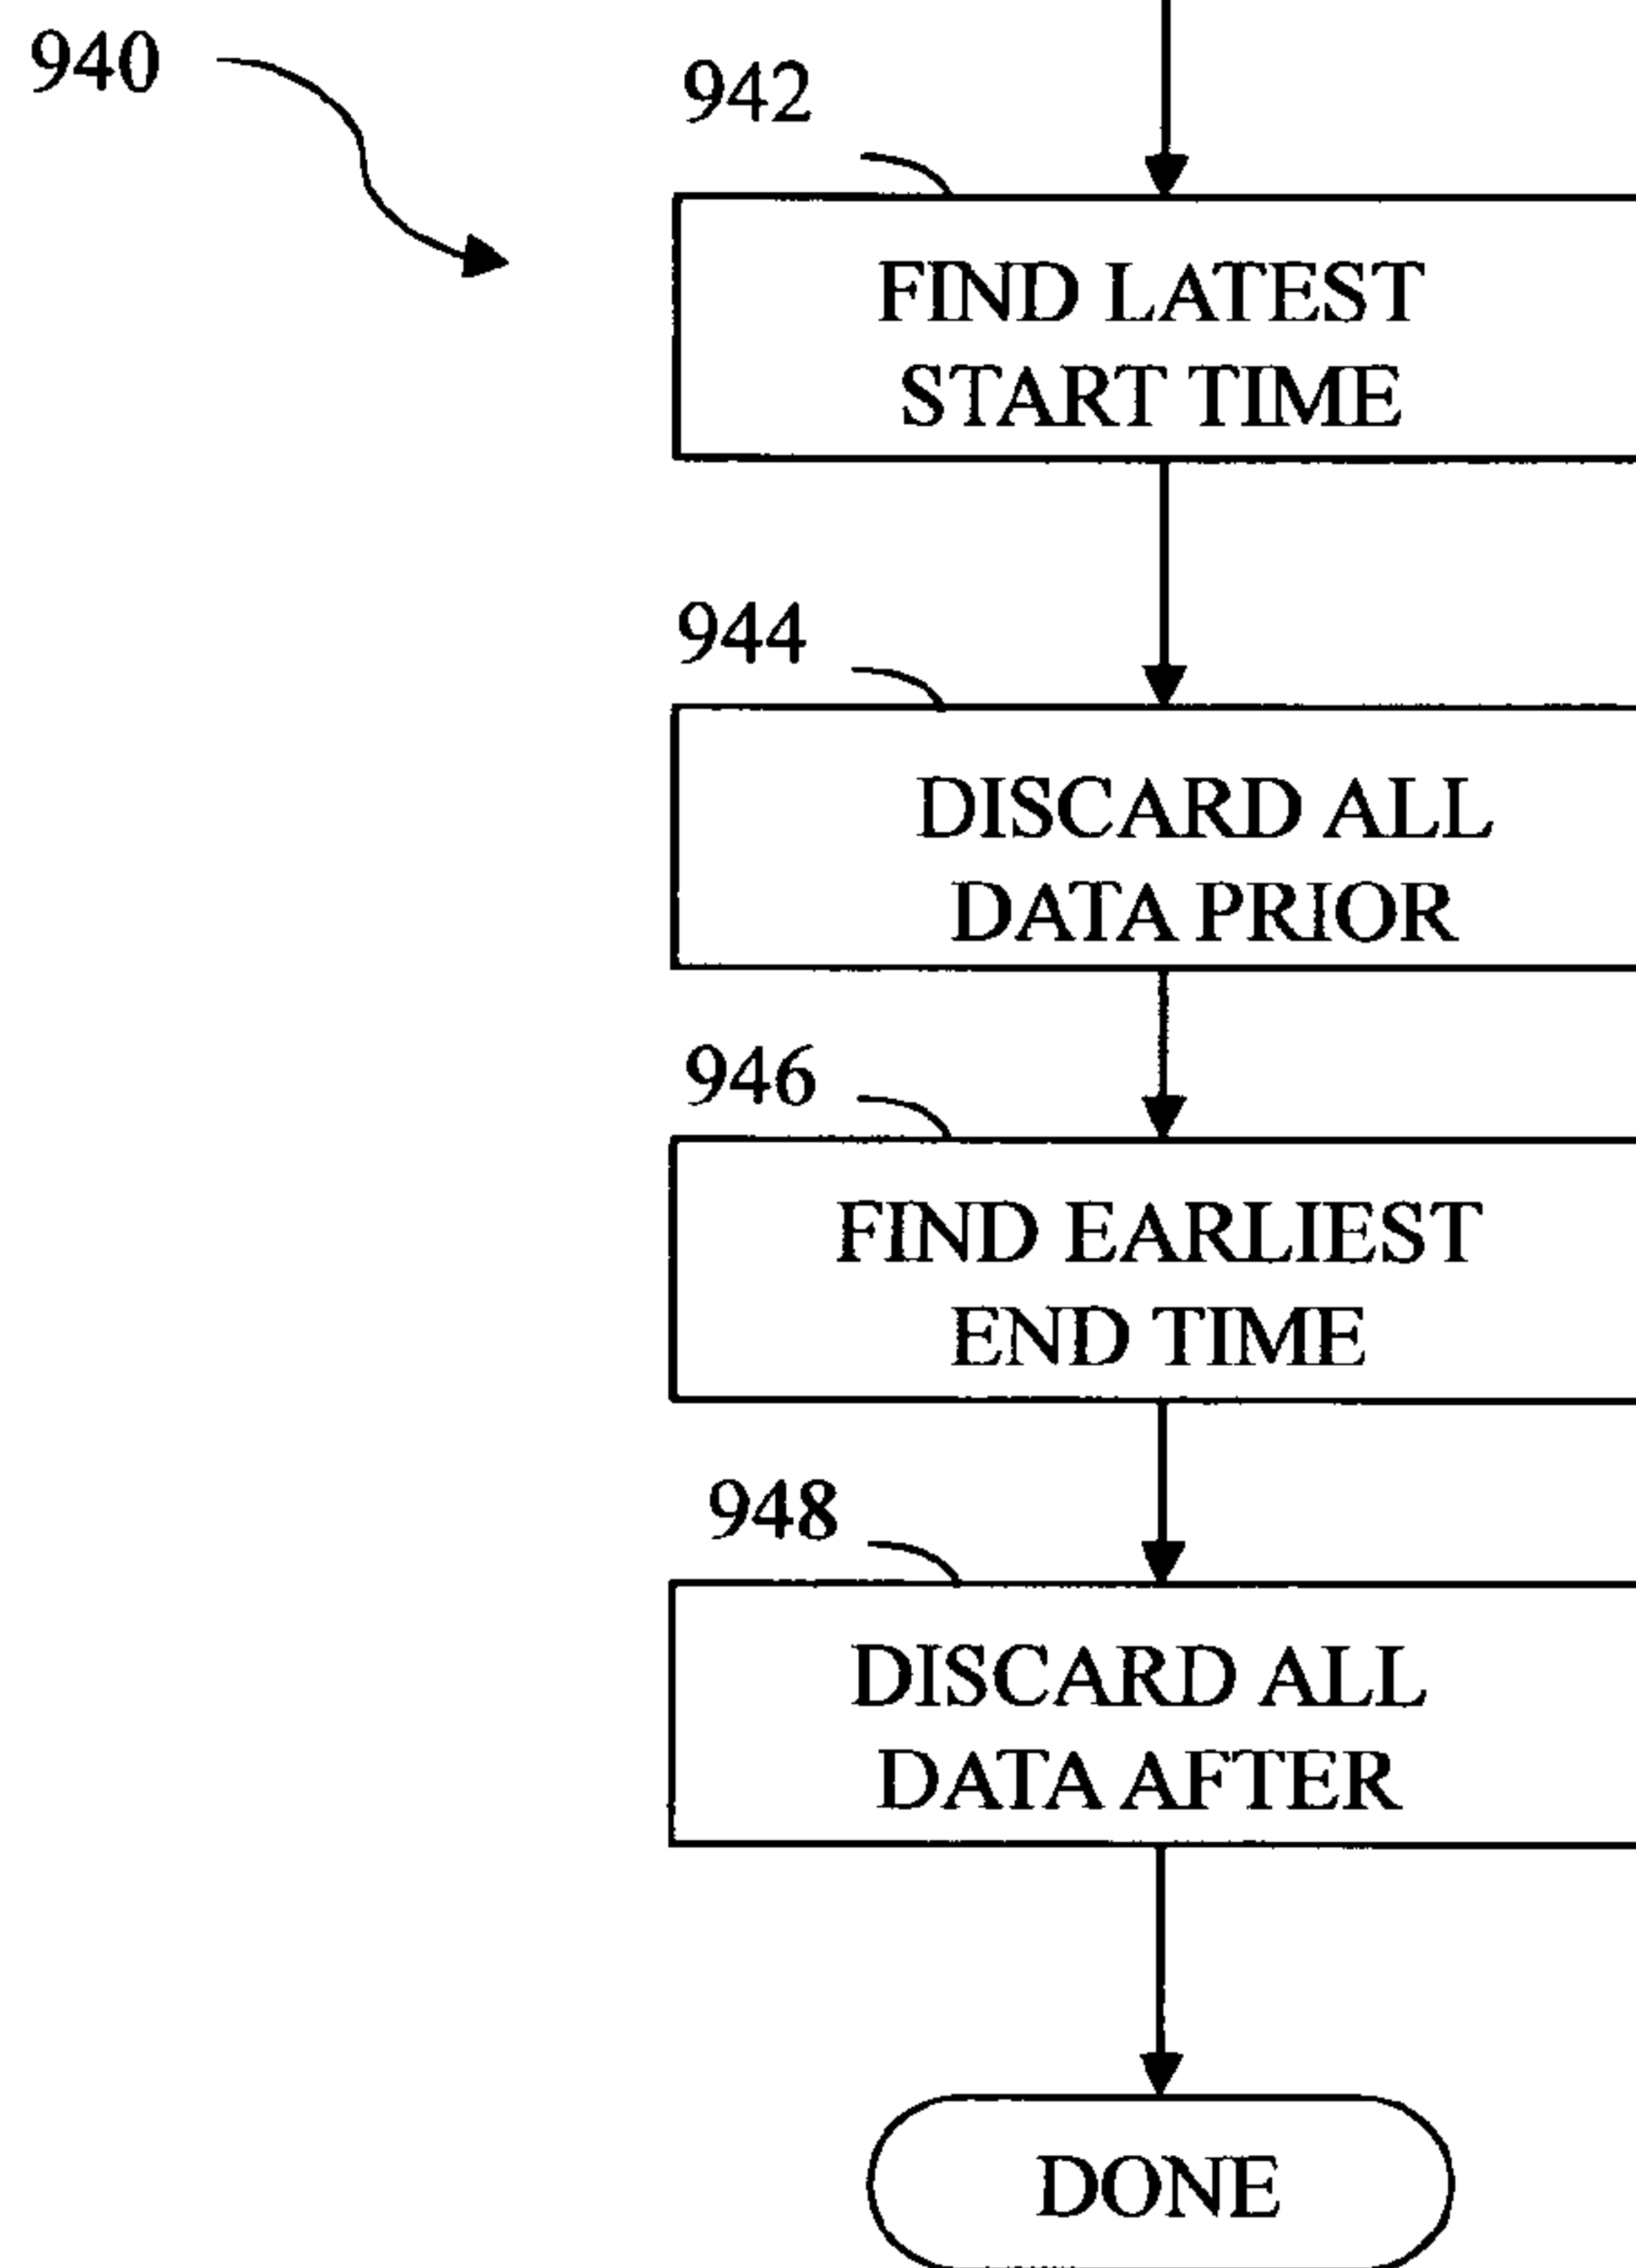 940
942
FIND LATEST
START TIME
944
DISCARD ALL
DATA PRIOR
946
FIND EARLIEST
END TIME
948
DISCARD ALL
DATA AFTER
DONE